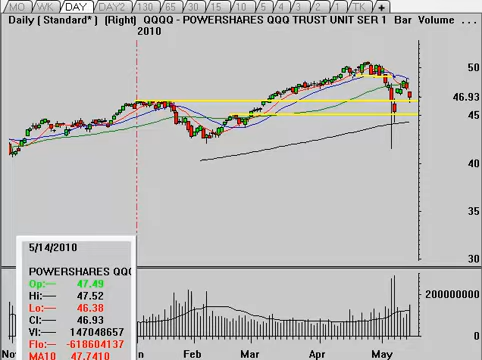 MO WK DAY DAY2 130 65 30 15 10 5 4 3 2 1 TK +
Daily ( Standard* ) (Right) QQQQ - POWERSHARES QQQ TRUST UNIT SER 1 Bar Volume ...
2010
50
46.93
45
40
35
30
5/14/2010
POWERSHARES QQQ
Op:— 47.49
Hi:— 47.52
Lo:— 46.38
Cl:— 46.93
Vl:— 147048657
Flo:— -618604137
MA10 47.7410
200000000
0
Feb Mar Apr May